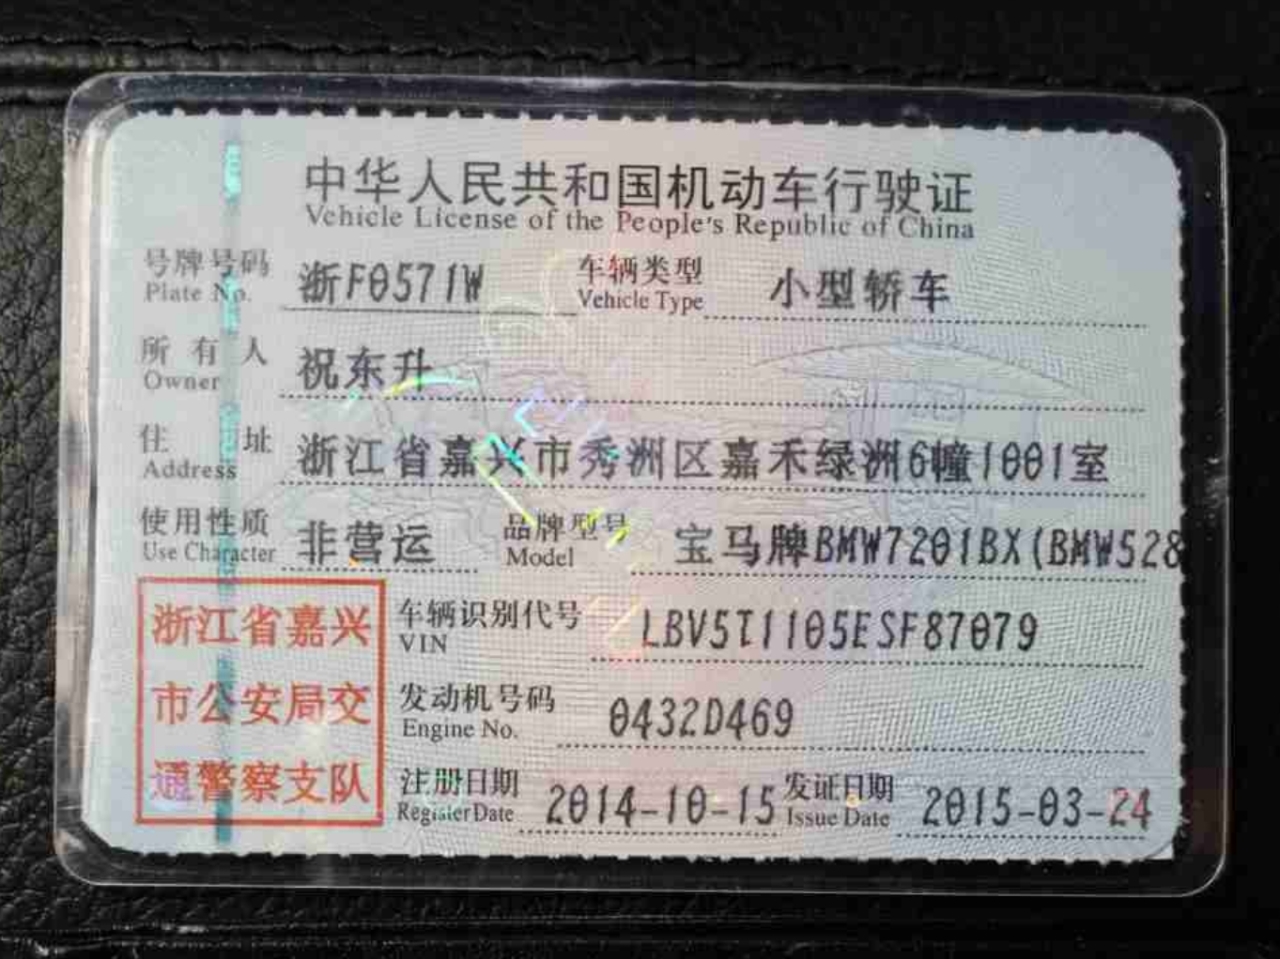 中华人民共和国机动车行驶证
Vehicle License of the People's Republic of China
号牌号码 浙F0571W 车辆类型 小型轿车
Plate No. Vehicle Type
所有人 祝东升
Owner
住址 浙江省嘉兴市秀洲区嘉禾绿洲6幢1001室
Address
使用性质 非营运 品牌型号 宝马牌BMW7201BX(BMW528
Use Character Model
浙江省嘉兴
市公安局交
通警察支队
车辆识别代号 LBV5T1105ESF87079
VIN
发动机号码 0432D469
Engine No.
注册日期 2014-10-15 发证日期 2015-03-24
Register Date Issue Date